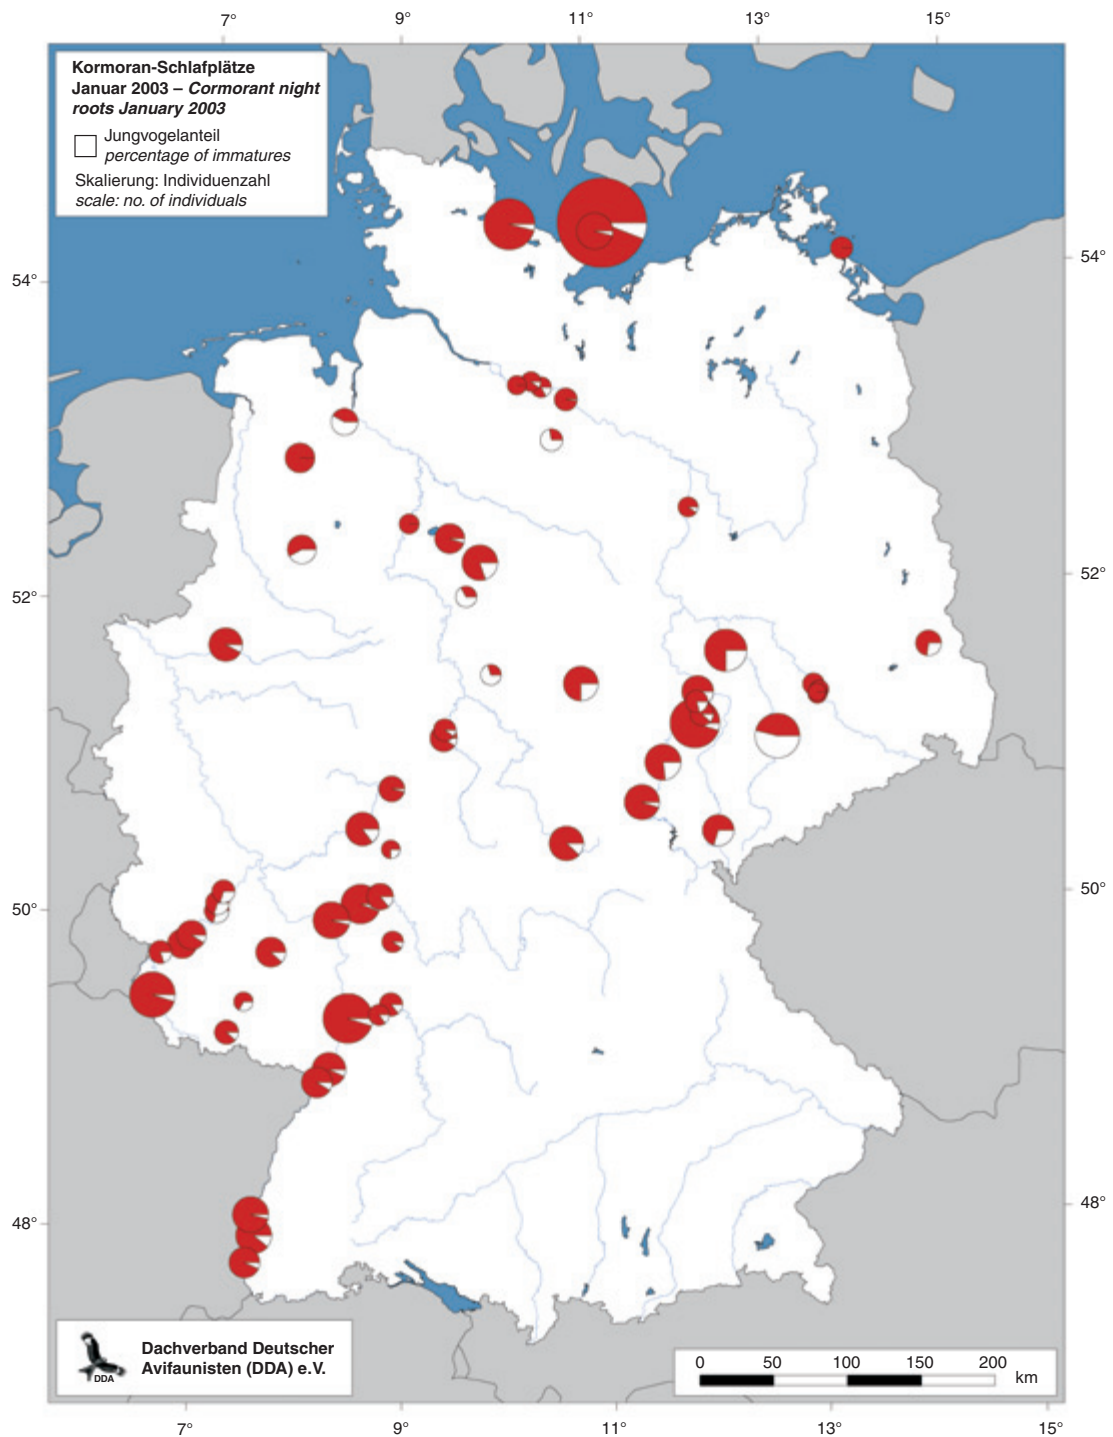 7° 9° 11° 13° 15°
Kormoran-Schlafplätze
Januar 2003 – Cormorant night
roots January 2003
Jungvogelanteil
percentage of immatures
Skalierung: Individuenzahl
scale: no. of individuals
54° 54°
52° 52°
50° 50°
48° 48°
DDA
Dachverband Deutscher
Avifaunisten (DDA) e.V.
0 50 100 150 200
km
7° 9° 11° 13° 15°